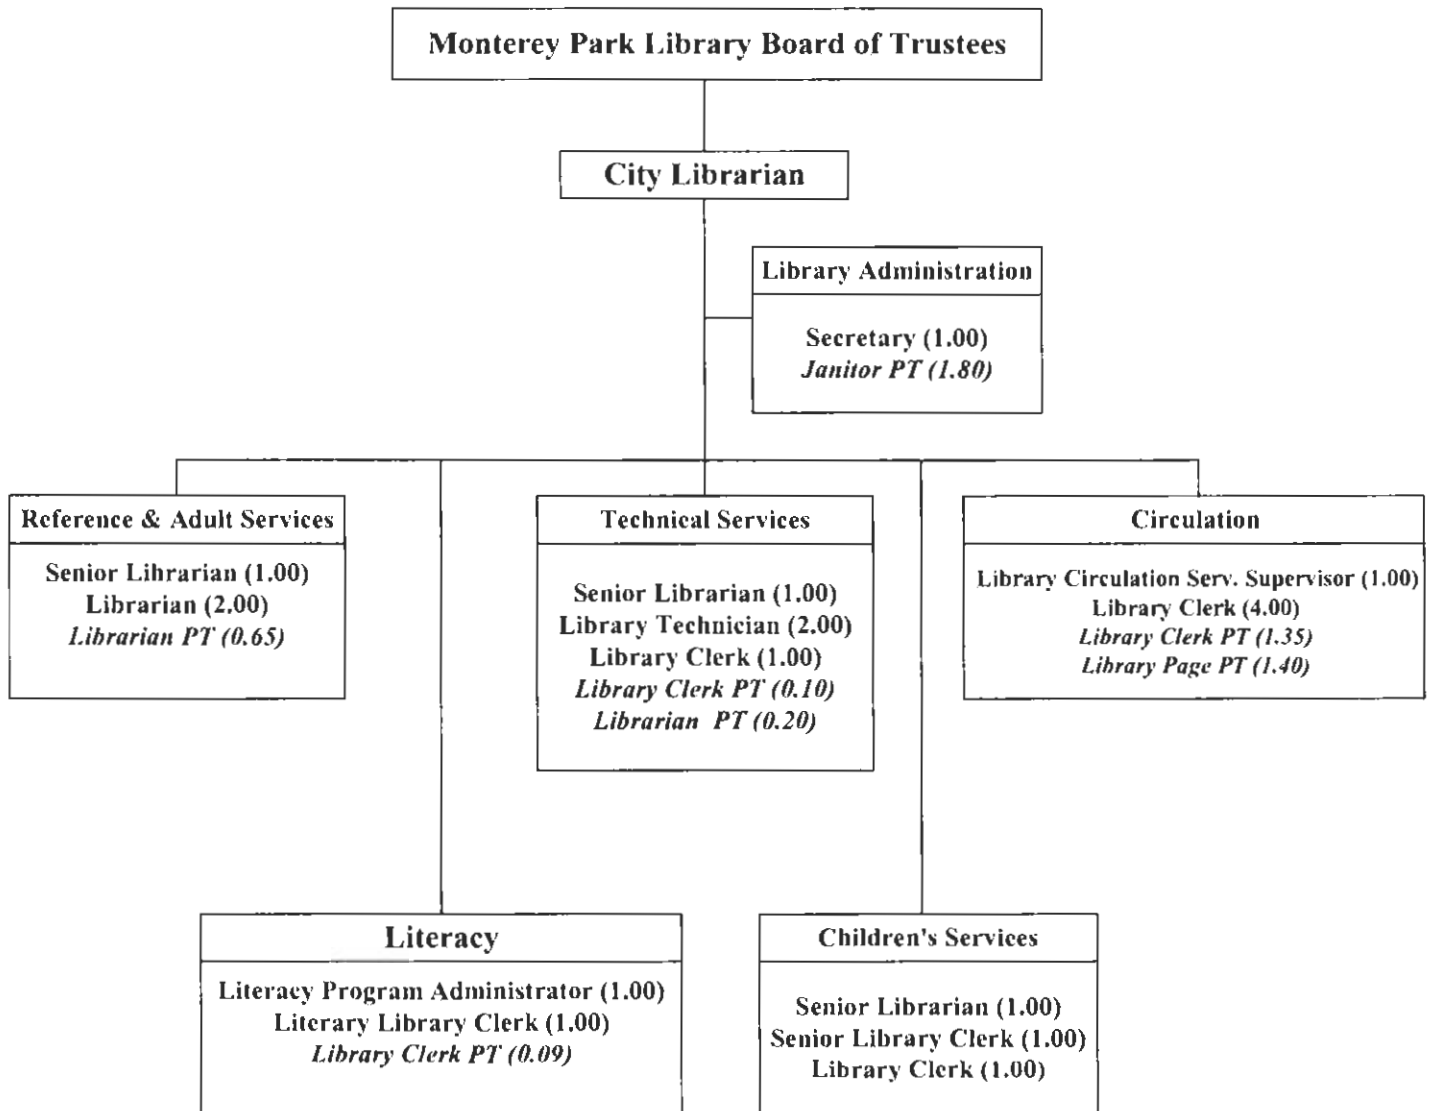 Monterey Park Library Board of Trustees
City Librarian
Library Administration
Secretary (1.00)
Janitor PT (1.80)
Reference & Adult Services
Senior Librarian (1.00)
Librarian (2.00)
Librarian PT (0.65)
Technical Services
Senior Librarian (1.00)
Library Technician (2.00)
Library Clerk (1.00)
Library Clerk PT (0.10)
Librarian PT (0.20)
Circulation
Library Circulation Serv. Supervisor (1.00)
Library Clerk (4.00)
Library Clerk PT (1.35)
Library Page PT (1.40)
Literacy
Literacy Program Administrator (1.00)
Literary Library Clerk (1.00)
Library Clerk PT (0.09)
Children's Services
Senior Librarian (1.00)
Senior Library Clerk (1.00)
Library Clerk (1.00)